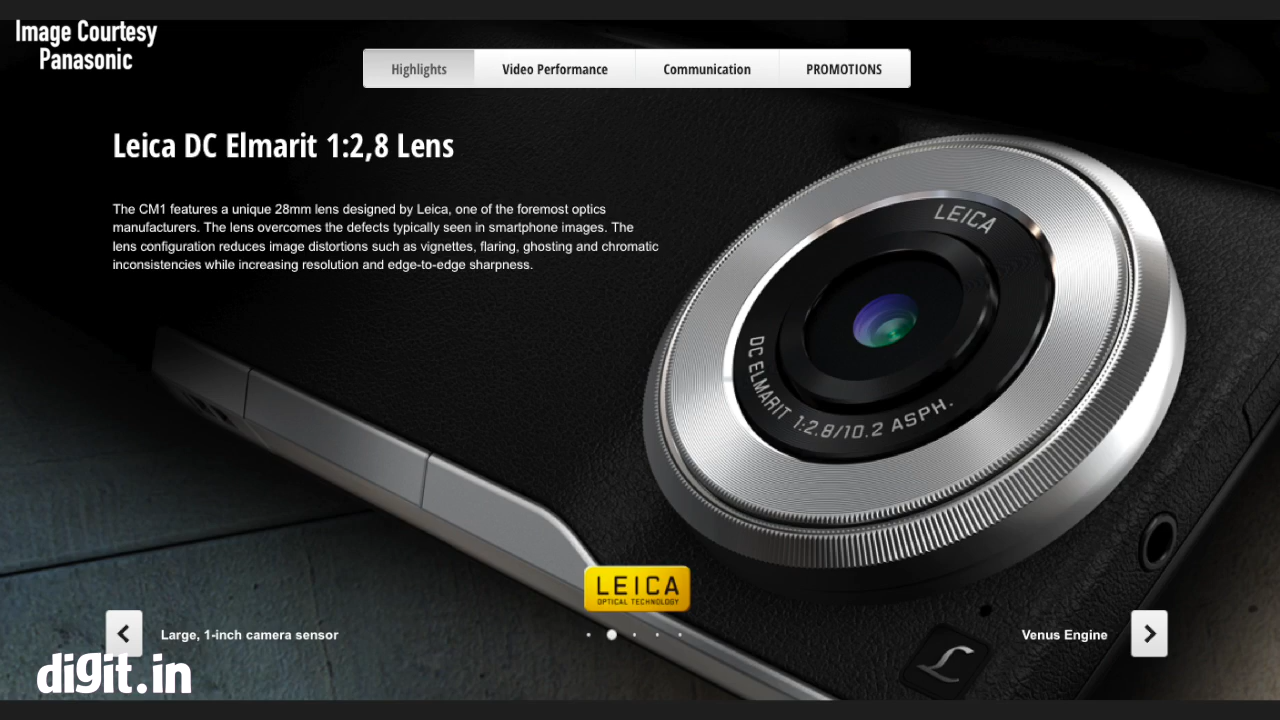 Image Courtesy
Panasonic
Highlights
Video Performance
Communication
PROMOTIONS
Leica DC Elmarit 1:2,8 Lens
The CM1 features a unique 28mm lens designed by Leica, one of the foremost optics
manufacturers. The lens overcomes the defects typically seen in smartphone images. The
lens configuration reduces image distortions such as vignettes, flaring, ghosting and chromatic
inconsistencies while increasing resolution and edge-to-edge sharpness.
LEICA
DC ELMARIT 1:2.8/10.2 ASPH.
LEICA
OPTICAL TECHNOLOGY
Large, 1-inch camera sensor
Venus Engine
L
digit.in